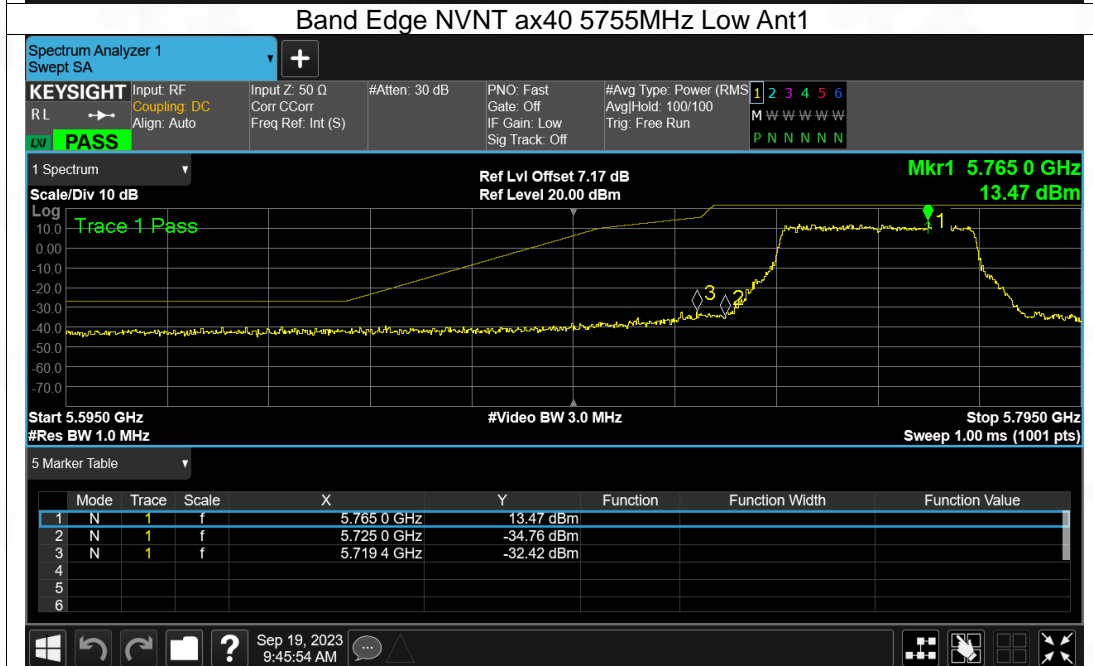 Band Edge NVNT ax40 5755MHz Low Ant1
Spectrum Analyzer 1
Swept SA
+
KEYSIGHT Input: RF Input Z: 50 Ω #Atten: 30 dB PNO: Fast #Avg Type: Power (RMS 1 2 3 4 5 6
RL Coupling: DC Corr CCorr Gate: Off Avg|Hold: 100/100 M W W W W W
Align: Auto Freq Ref: Int (S) IF Gain: Low Trig: Free Run
LXI PASS Sig Track: Off P N N N N N
1 Spectrum Ref Lvl Offset 7.17 dB Mkr1 5.765 0 GHz
Scale/Div 10 dB Ref Level 20.00 dBm 13.47 dBm
Log
Trace 1 Pass
10.0
0.00
-10.0
-20.0
-30.0
-40.0
-50.0
-60.0
-70.0
1
3 2
Start 5.5950 GHz #Video BW 3.0 MHz Stop 5.7950 GHz
#Res BW 1.0 MHz Sweep 1.00 ms (1001 pts)
5 Marker Table
Mode Trace Scale X Y Function Function Width Function Value
1 N 1 f 5.765 0 GHz 13.47 dBm
2 N 1 f 5.725 0 GHz -34.76 dBm
3 N 1 f 5.719 4 GHz -32.42 dBm
4
5
6
? Sep 19, 2023
9:45:54 AM